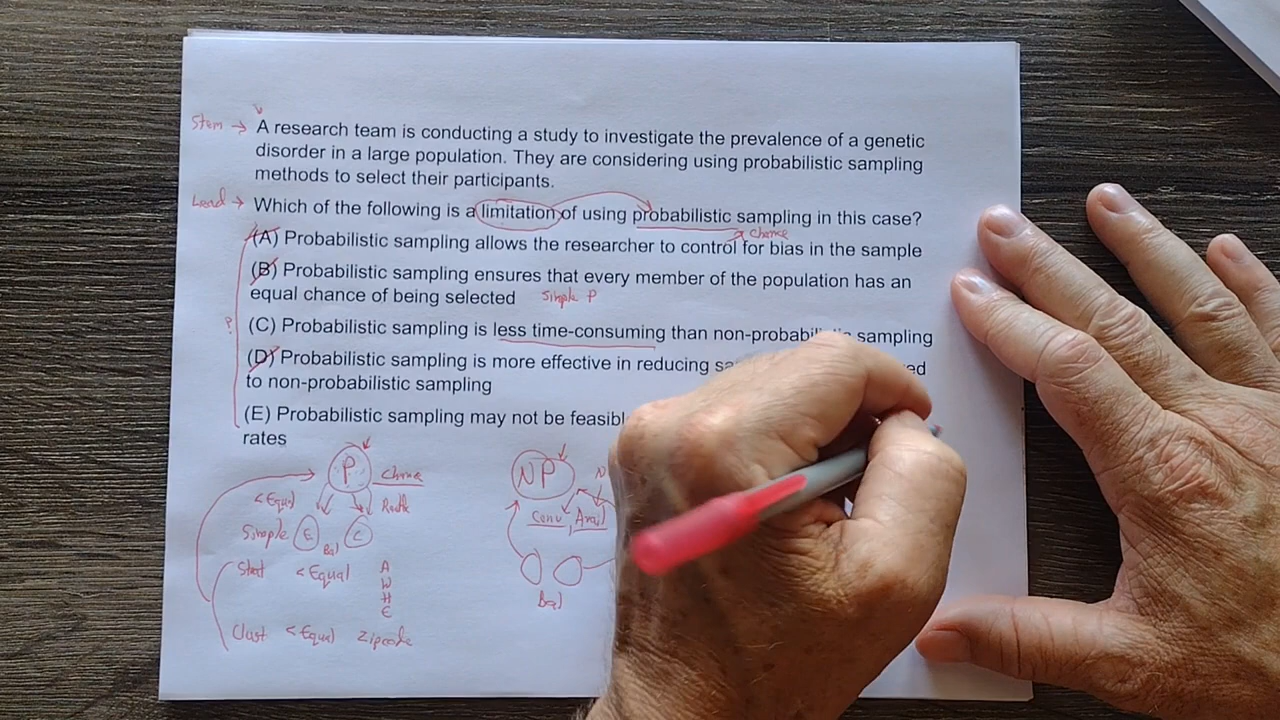 Stem → A research team is conducting a study to investigate the prevalence of a genetic
disorder in a large population. They are considering using probabilistic sampling
methods to select their participants.
Lead → Which of the following is a limitation of using probabilistic sampling in this case?
chance
(A) Probabilistic sampling allows the researcher to control for bias in the sample
(B) Probabilistic sampling ensures that every member of the population has an
equal chance of being selected simple P
?
(C) Probabilistic sampling is less time-consuming than non-probabilistic sampling
(D) Probabilistic sampling is more effective in reducing
to non-probabilistic sampling
(E) Probabilistic sampling may not be
rates
P chance NP N
<Equal
Conv, Avail
Simple E C
Bal
Strat <Equal A
W
H
E
Bal
Clust <Equal Zipcode